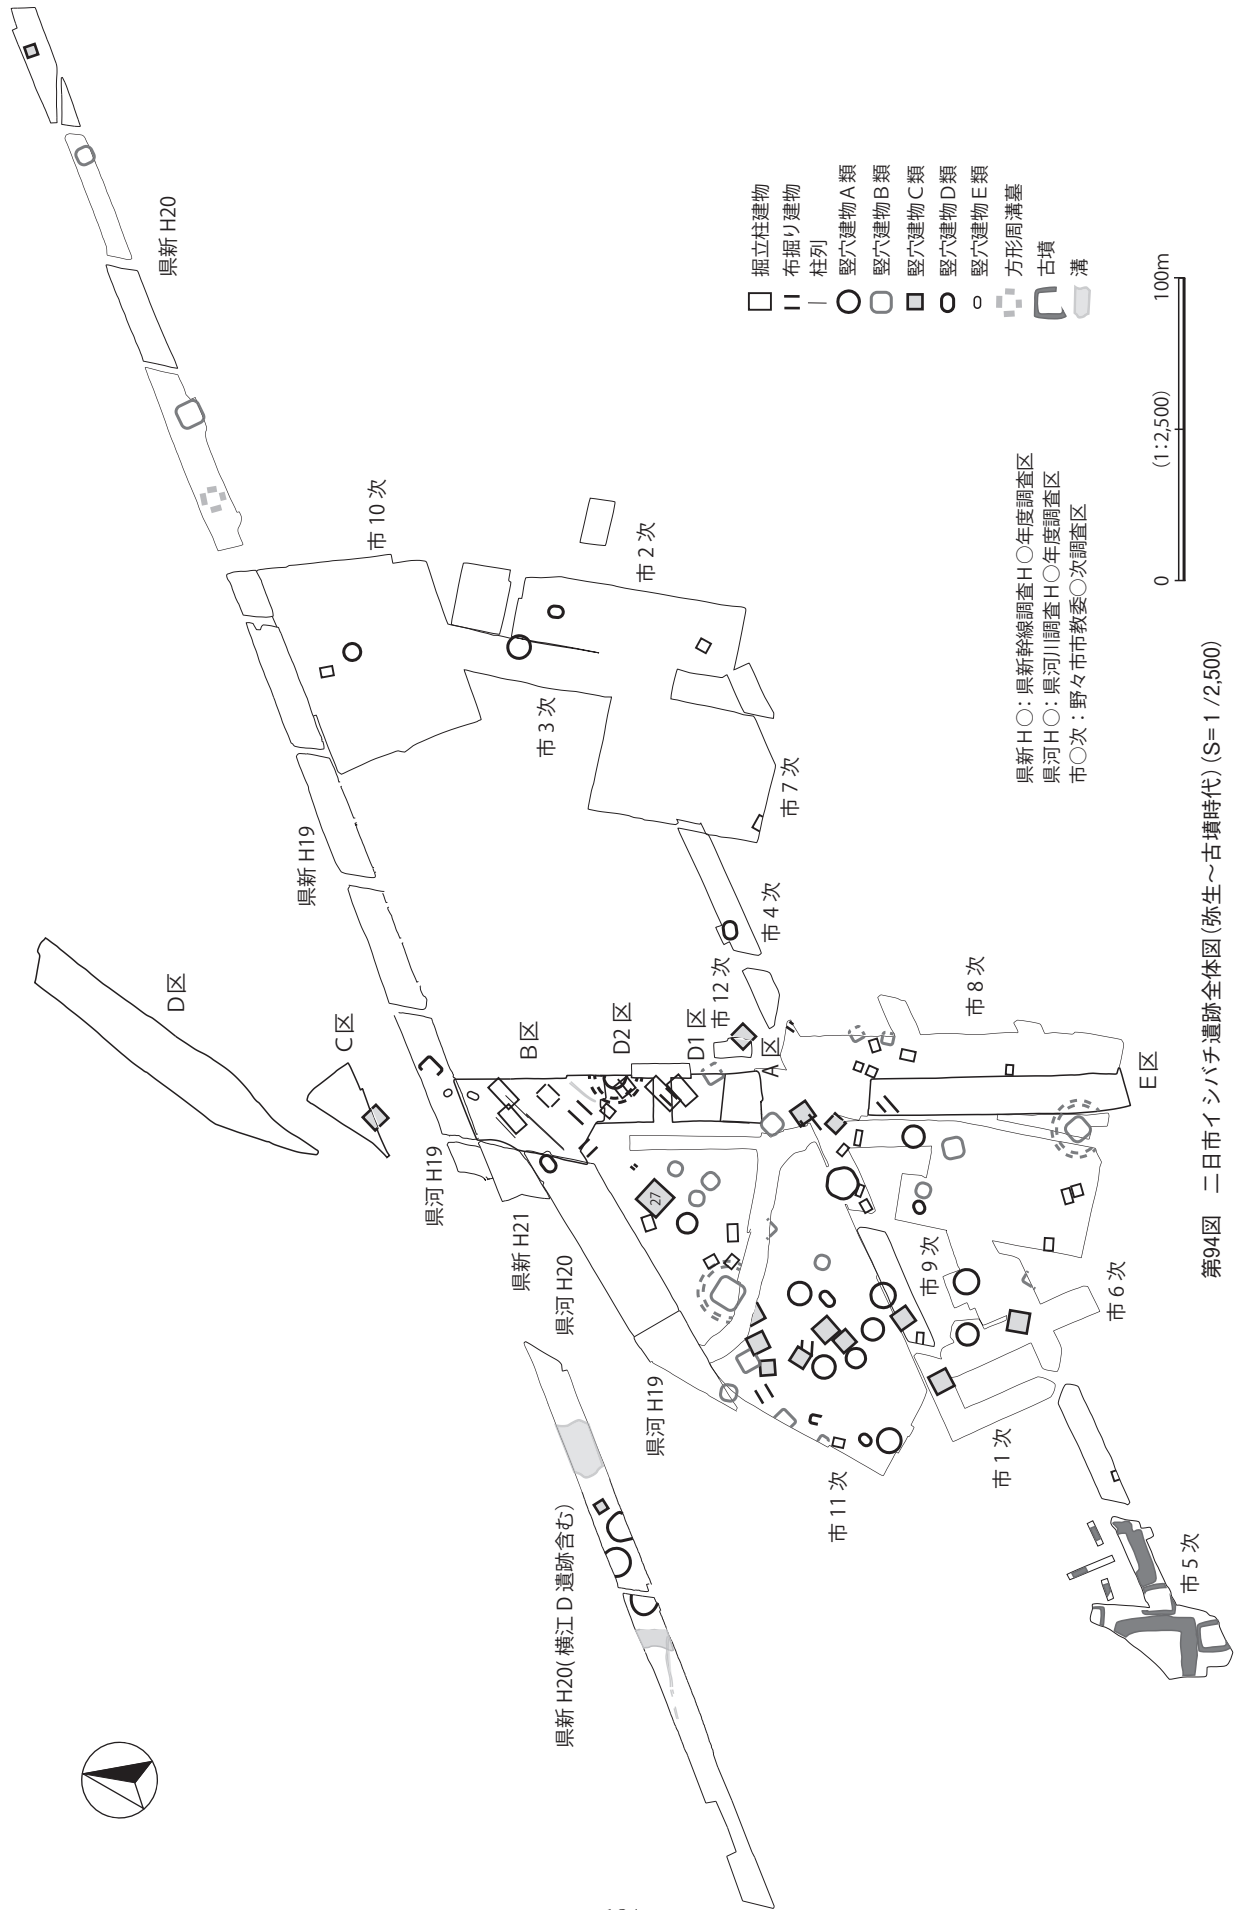 県新 H20
市 10 次
市 2 次
県新 H19
市 3 次
市 7 次
D区
C区
市 4 次
市 12 次
B区
D2 区
D1 区
A 区
市 8 次
E 区
県河 H19
県新 H21
県河 H20
27
市 9 次
市 6 次
県河 H19
県新 H20( 横江 D 遺跡含む)
市 11 次
市 1 次
市 5 次
掘立柱建物
布掘り建物
柱列
竪穴建物A類
竪穴建物B類
竪穴建物C類
竪穴建物D類
竪穴建物E類
方形周溝墓
古墳
溝
県新H○：県新幹線調査H○年度調査区
県河H○：県河川調査H○年度調査区
市○次：野々市市教委○次調査区
0
(1:2,500)
100m
第94図　二日市イシバチ遺跡全体図(弥生～古墳時代) (S=1 /2,500)